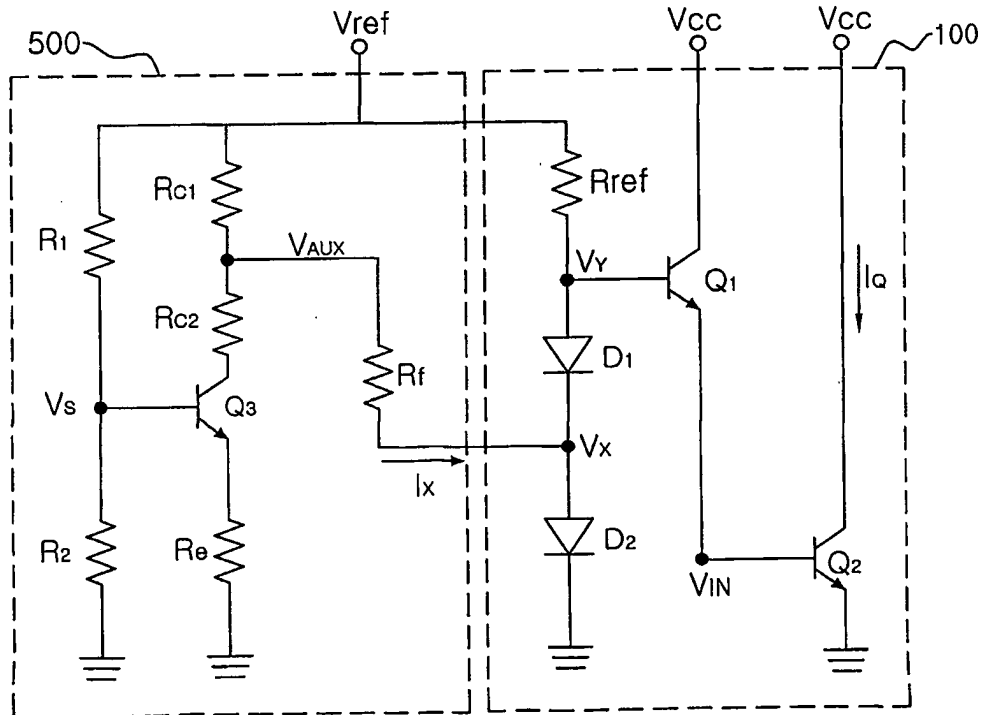 500
Vref
VCC
VCC
100
RC1
Rref
R1
VAUX
VY
Q1
IQ
RC2
D1
Rf
VS
Q3
VX
IX
R2
Re
D2
Q2
VIN